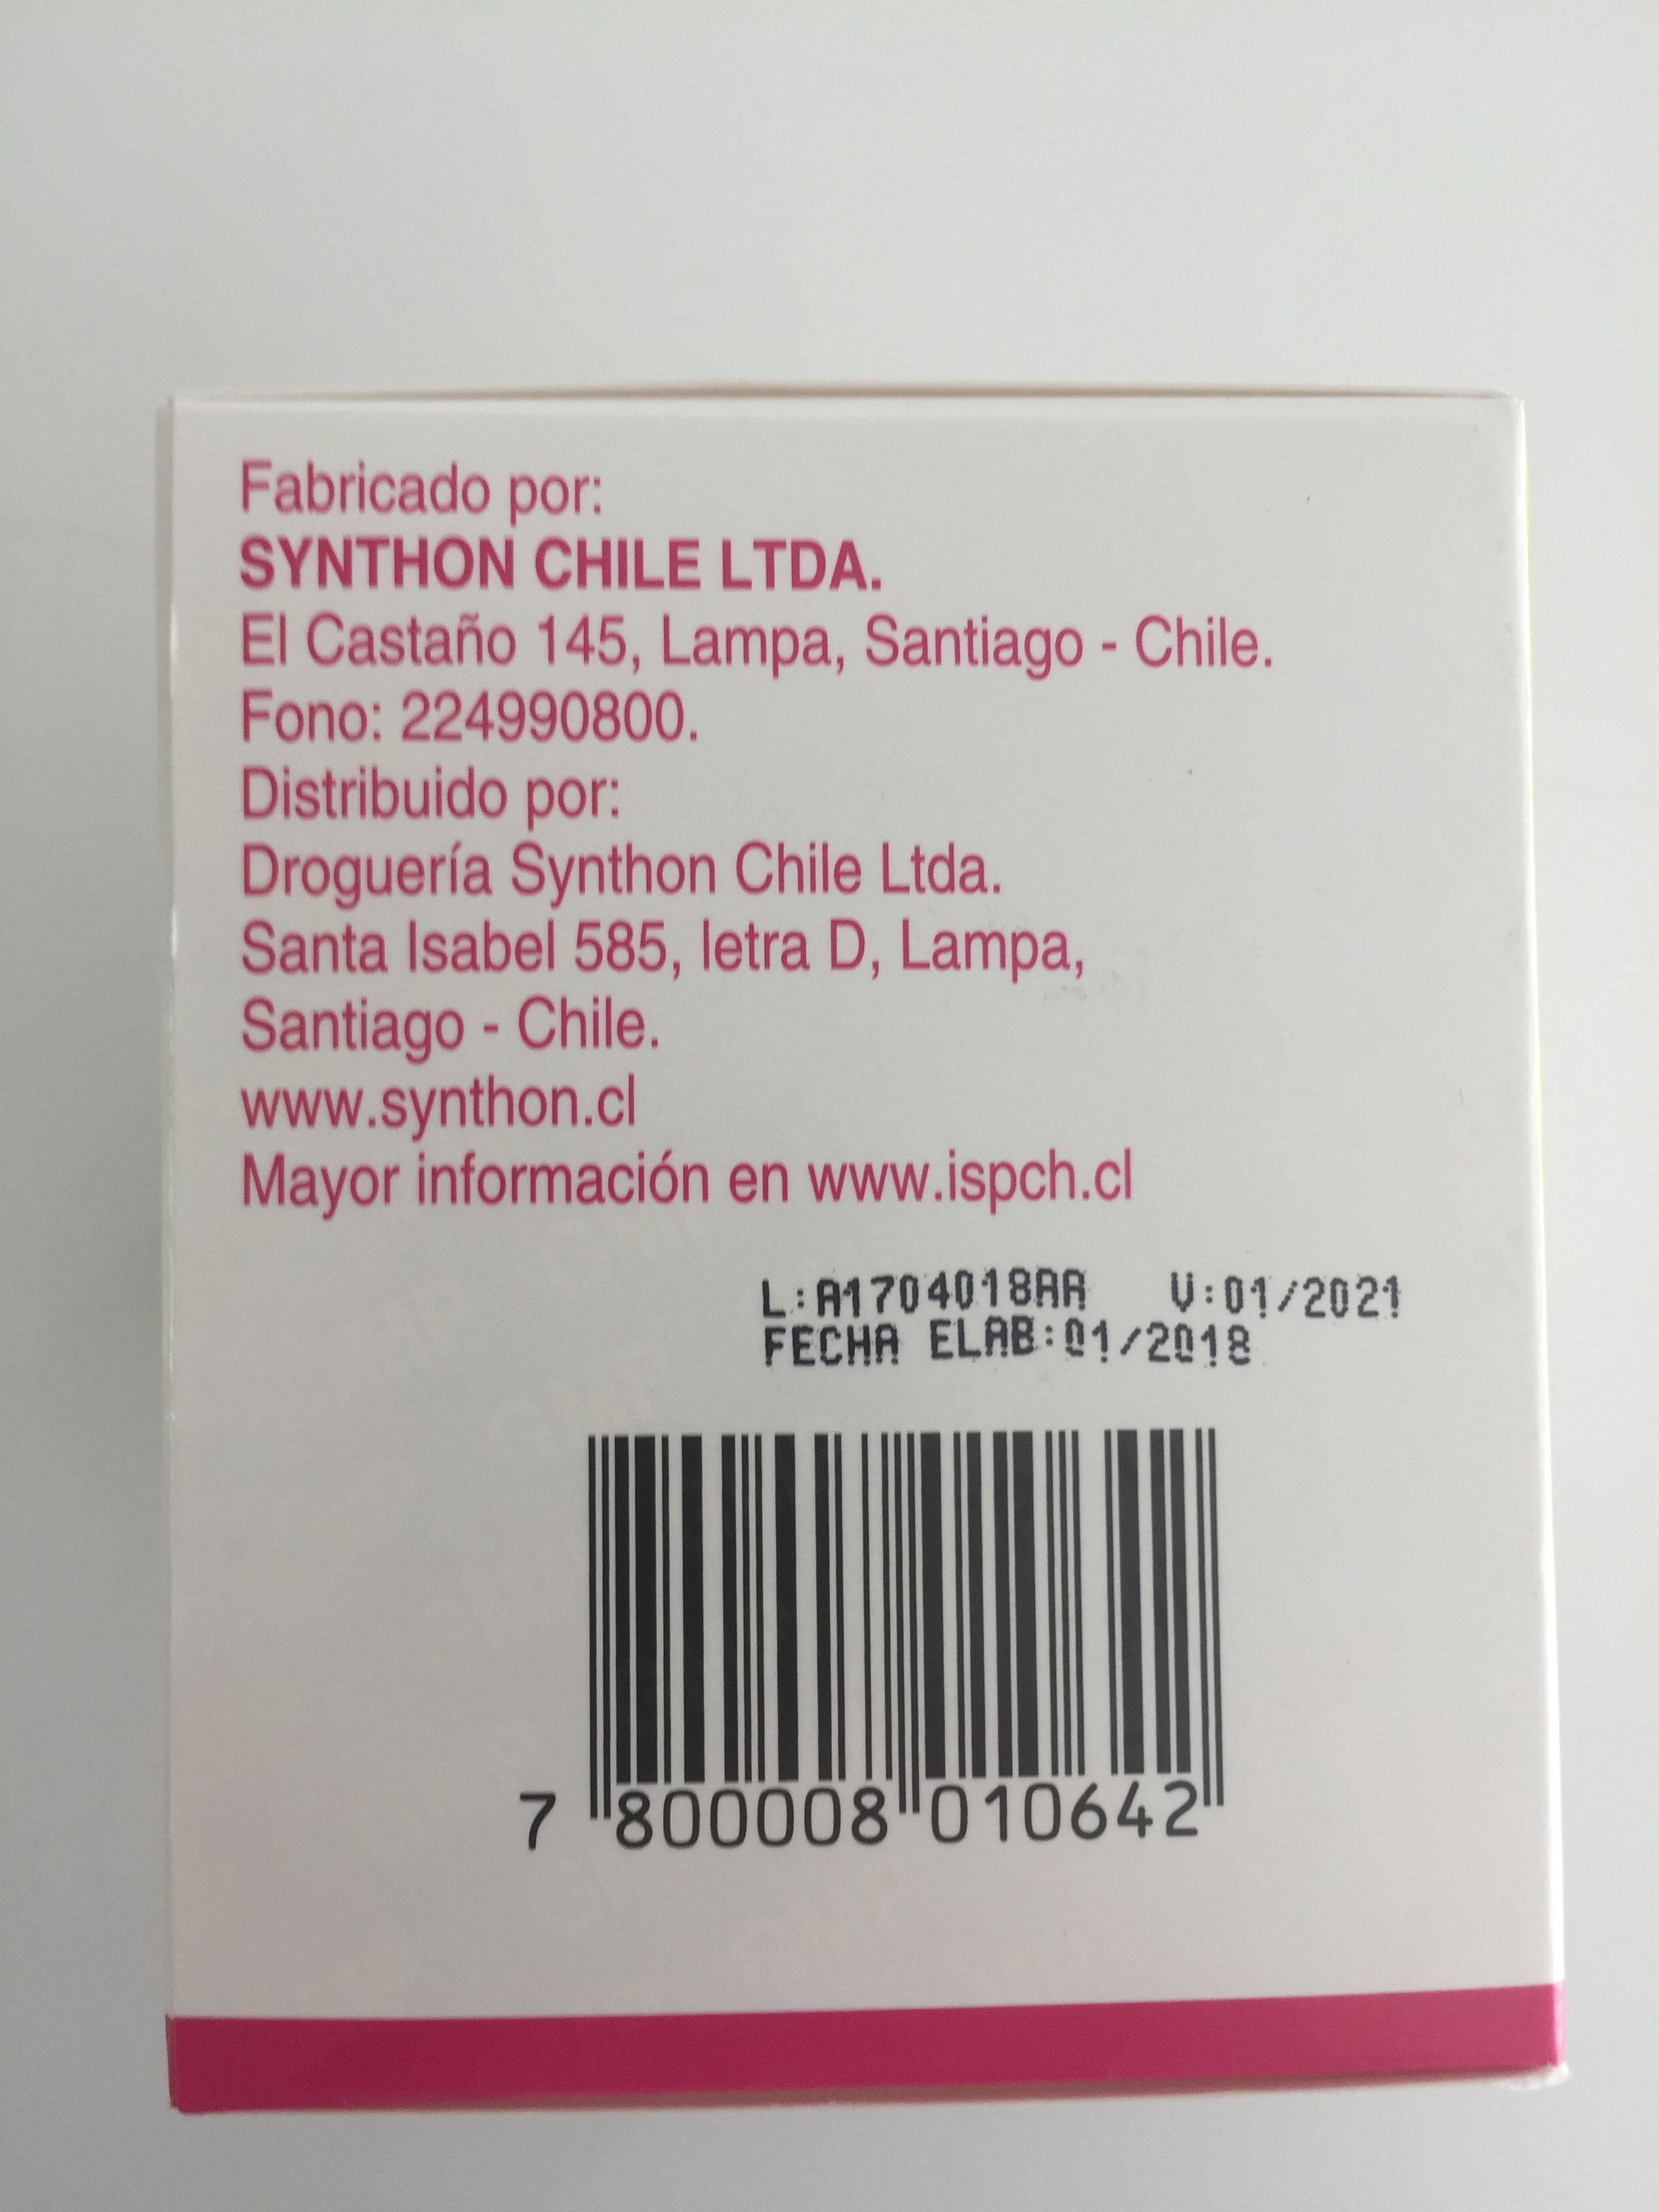 Fabricado por:
SYNTHON CHILE LTDA.
El Castaño 145, Lampa, Santiago - Chile.
Fono: 224990800.
Distribuido por:
Droguería Synthon Chile Ltda.
Santa Isabel 585, letra D, Lampa,
Santiago - Chile.
www.synthon.cl
Mayor información en www.ispch.cl
L:A1704018AA V:01/2021
FECHA ELAB:01/2018
7 800008 010642